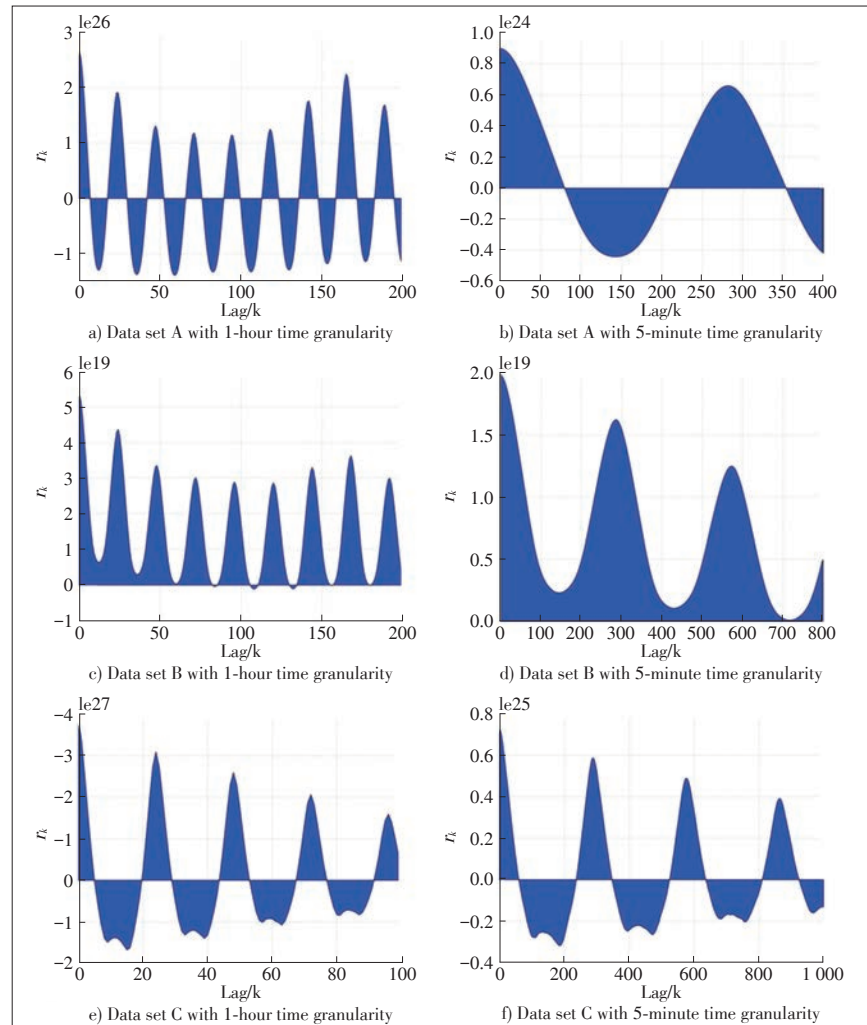 le26
3
2
1
0
−1
r_k
0 50 100 150 200
Lag/k
a) Data set A with 1-hour time granularity
le24
1.0
0.8
0.6
0.4
0.2
0.0
−0.2
−0.4
−0.6
r_k
0 50 100 150 200 250 300 350 400
Lag/k
b) Data set A with 5-minute time granularity
le19
6
5
4
3
2
1
0
−1
r_k
0 50 100 150 200
Lag/k
c) Data set B with 1-hour time granularity
le19
2.0
1.5
1.0
0.5
0.0
r_k
0 100 200 300 400 500 600 700 800
Lag/k
d) Data set B with 5-minute time granularity
le27
−4
−3
−2
−1
0
−1
−2
r_k
0 20 40 60 80 100
Lag/k
e) Data set C with 1-hour time granularity
le25
0.8
0.6
0.4
0.2
0
−0.2
−0.4
r_k
0 200 400 600 800 1 000
Lag/k
f) Data set C with 5-minute time granularity